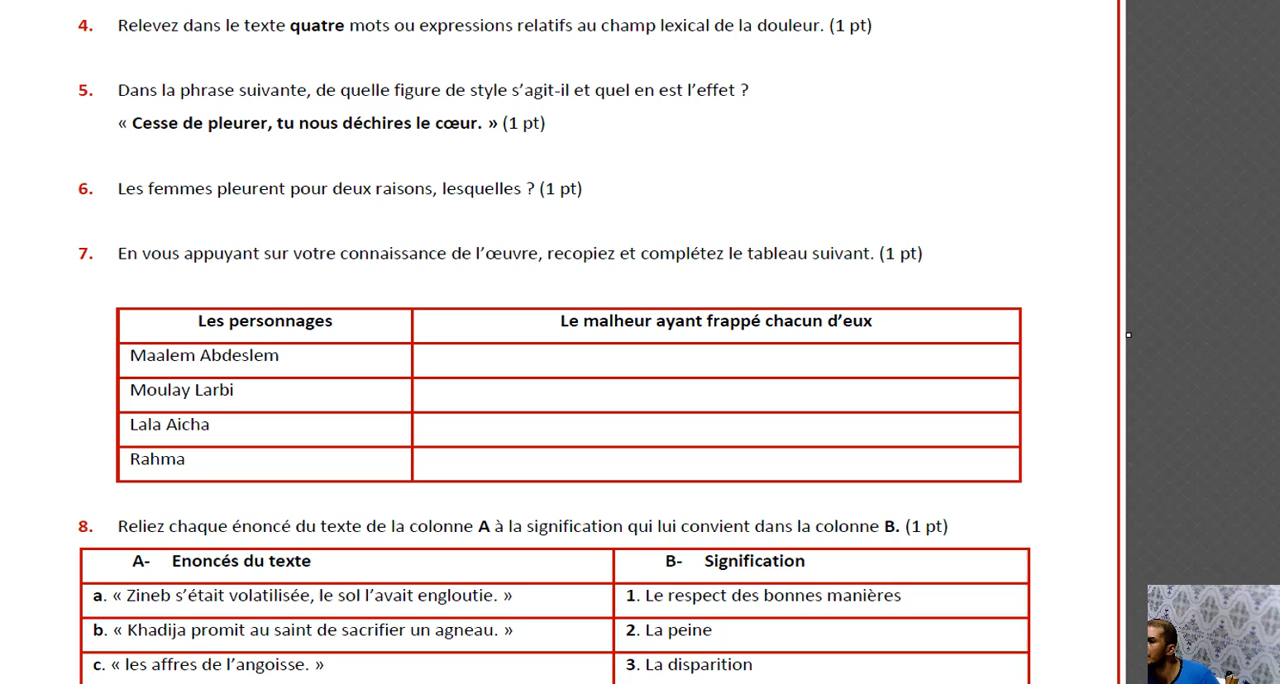 4. Relevez dans le texte quatre mots ou expressions relatifs au champ lexical de la douleur. (1 pt)
5. Dans la phrase suivante, de quelle figure de style s’agit-il et quel en est l’effet ?
« Cesse de pleurer, tu nous déchires le cœur. » (1 pt)
6. Les femmes pleurent pour deux raisons, lesquelles ? (1 pt)
7. En vous appuyant sur votre connaissance de l’œuvre, recopiez et complétez le tableau suivant. (1 pt)
Les personnages Le malheur ayant frappé chacun d’eux
Maalem Abdeslem
Moulay Larbi
Lala Aicha
Rahma
8. Reliez chaque énoncé du texte de la colonne A à la signification qui lui convient dans la colonne B. (1 pt)
A- Enoncés du texte B- Signification
a. « Zineb s’était volatilisée, le sol l’avait engloutie. » 1. Le respect des bonnes manières
b. « Khadija promit au saint de sacrifier un agneau. » 2. La peine
c. « les affres de l’angoisse. » 3. La disparition